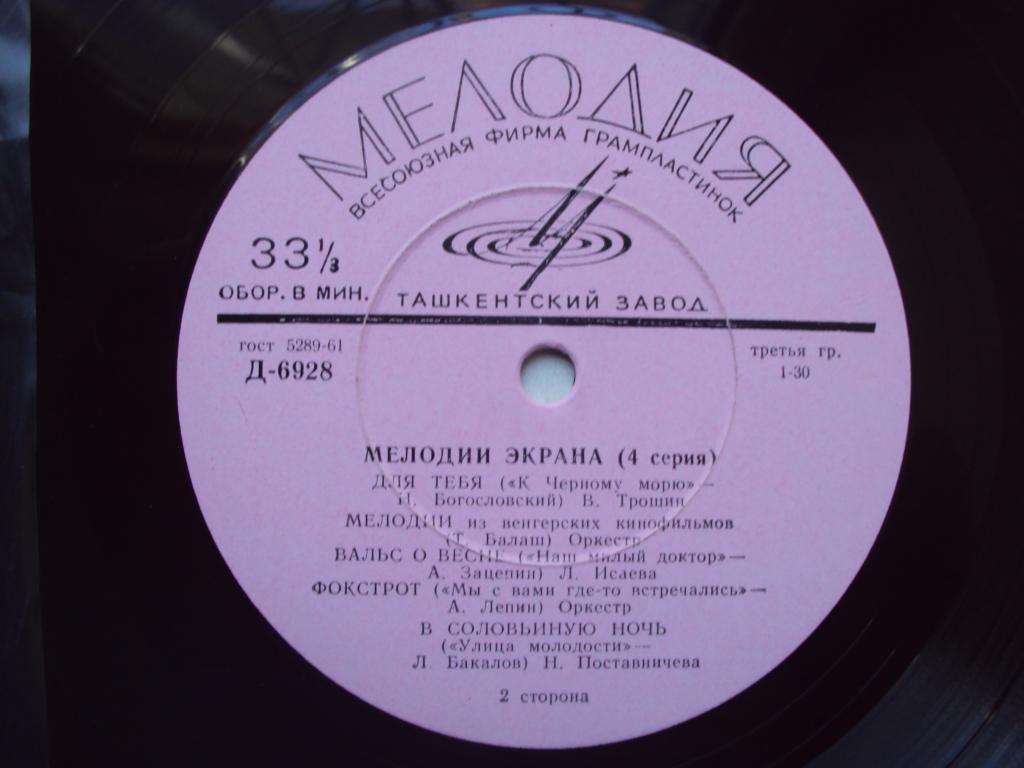 МЕЛОДИЯ
ВСЕСОЮЗНАЯ ФИРМА ГРАМПЛАСТИНОК
33 1/3
ОБОР. В МИН.
ТАШКЕНТСКИЙ ЗАВОД
гост 5289-61
Д-6928
третья гр.
1-30
МЕЛОДИИ ЭКРАНА (4 серия)
ДЛЯ ТЕБЯ («К Черному морю»—
Н. Богословский) В. Трошин
МЕЛОДИИ из венгерских кинофильмов
(Т. Балаш) Оркестр
ВАЛЬС О ВЕСНЕ («Наш милый доктор»—
А. Зацепин) Л. Исаева
ФОКСТРОТ («Мы с вами где-то встречались»—
А. Лепин) Оркестр
В СОЛОВЬИНУЮ НОЧЬ
(«Улица молодости»—
Л. Бакалов) Н. Поставничева
2 сторона